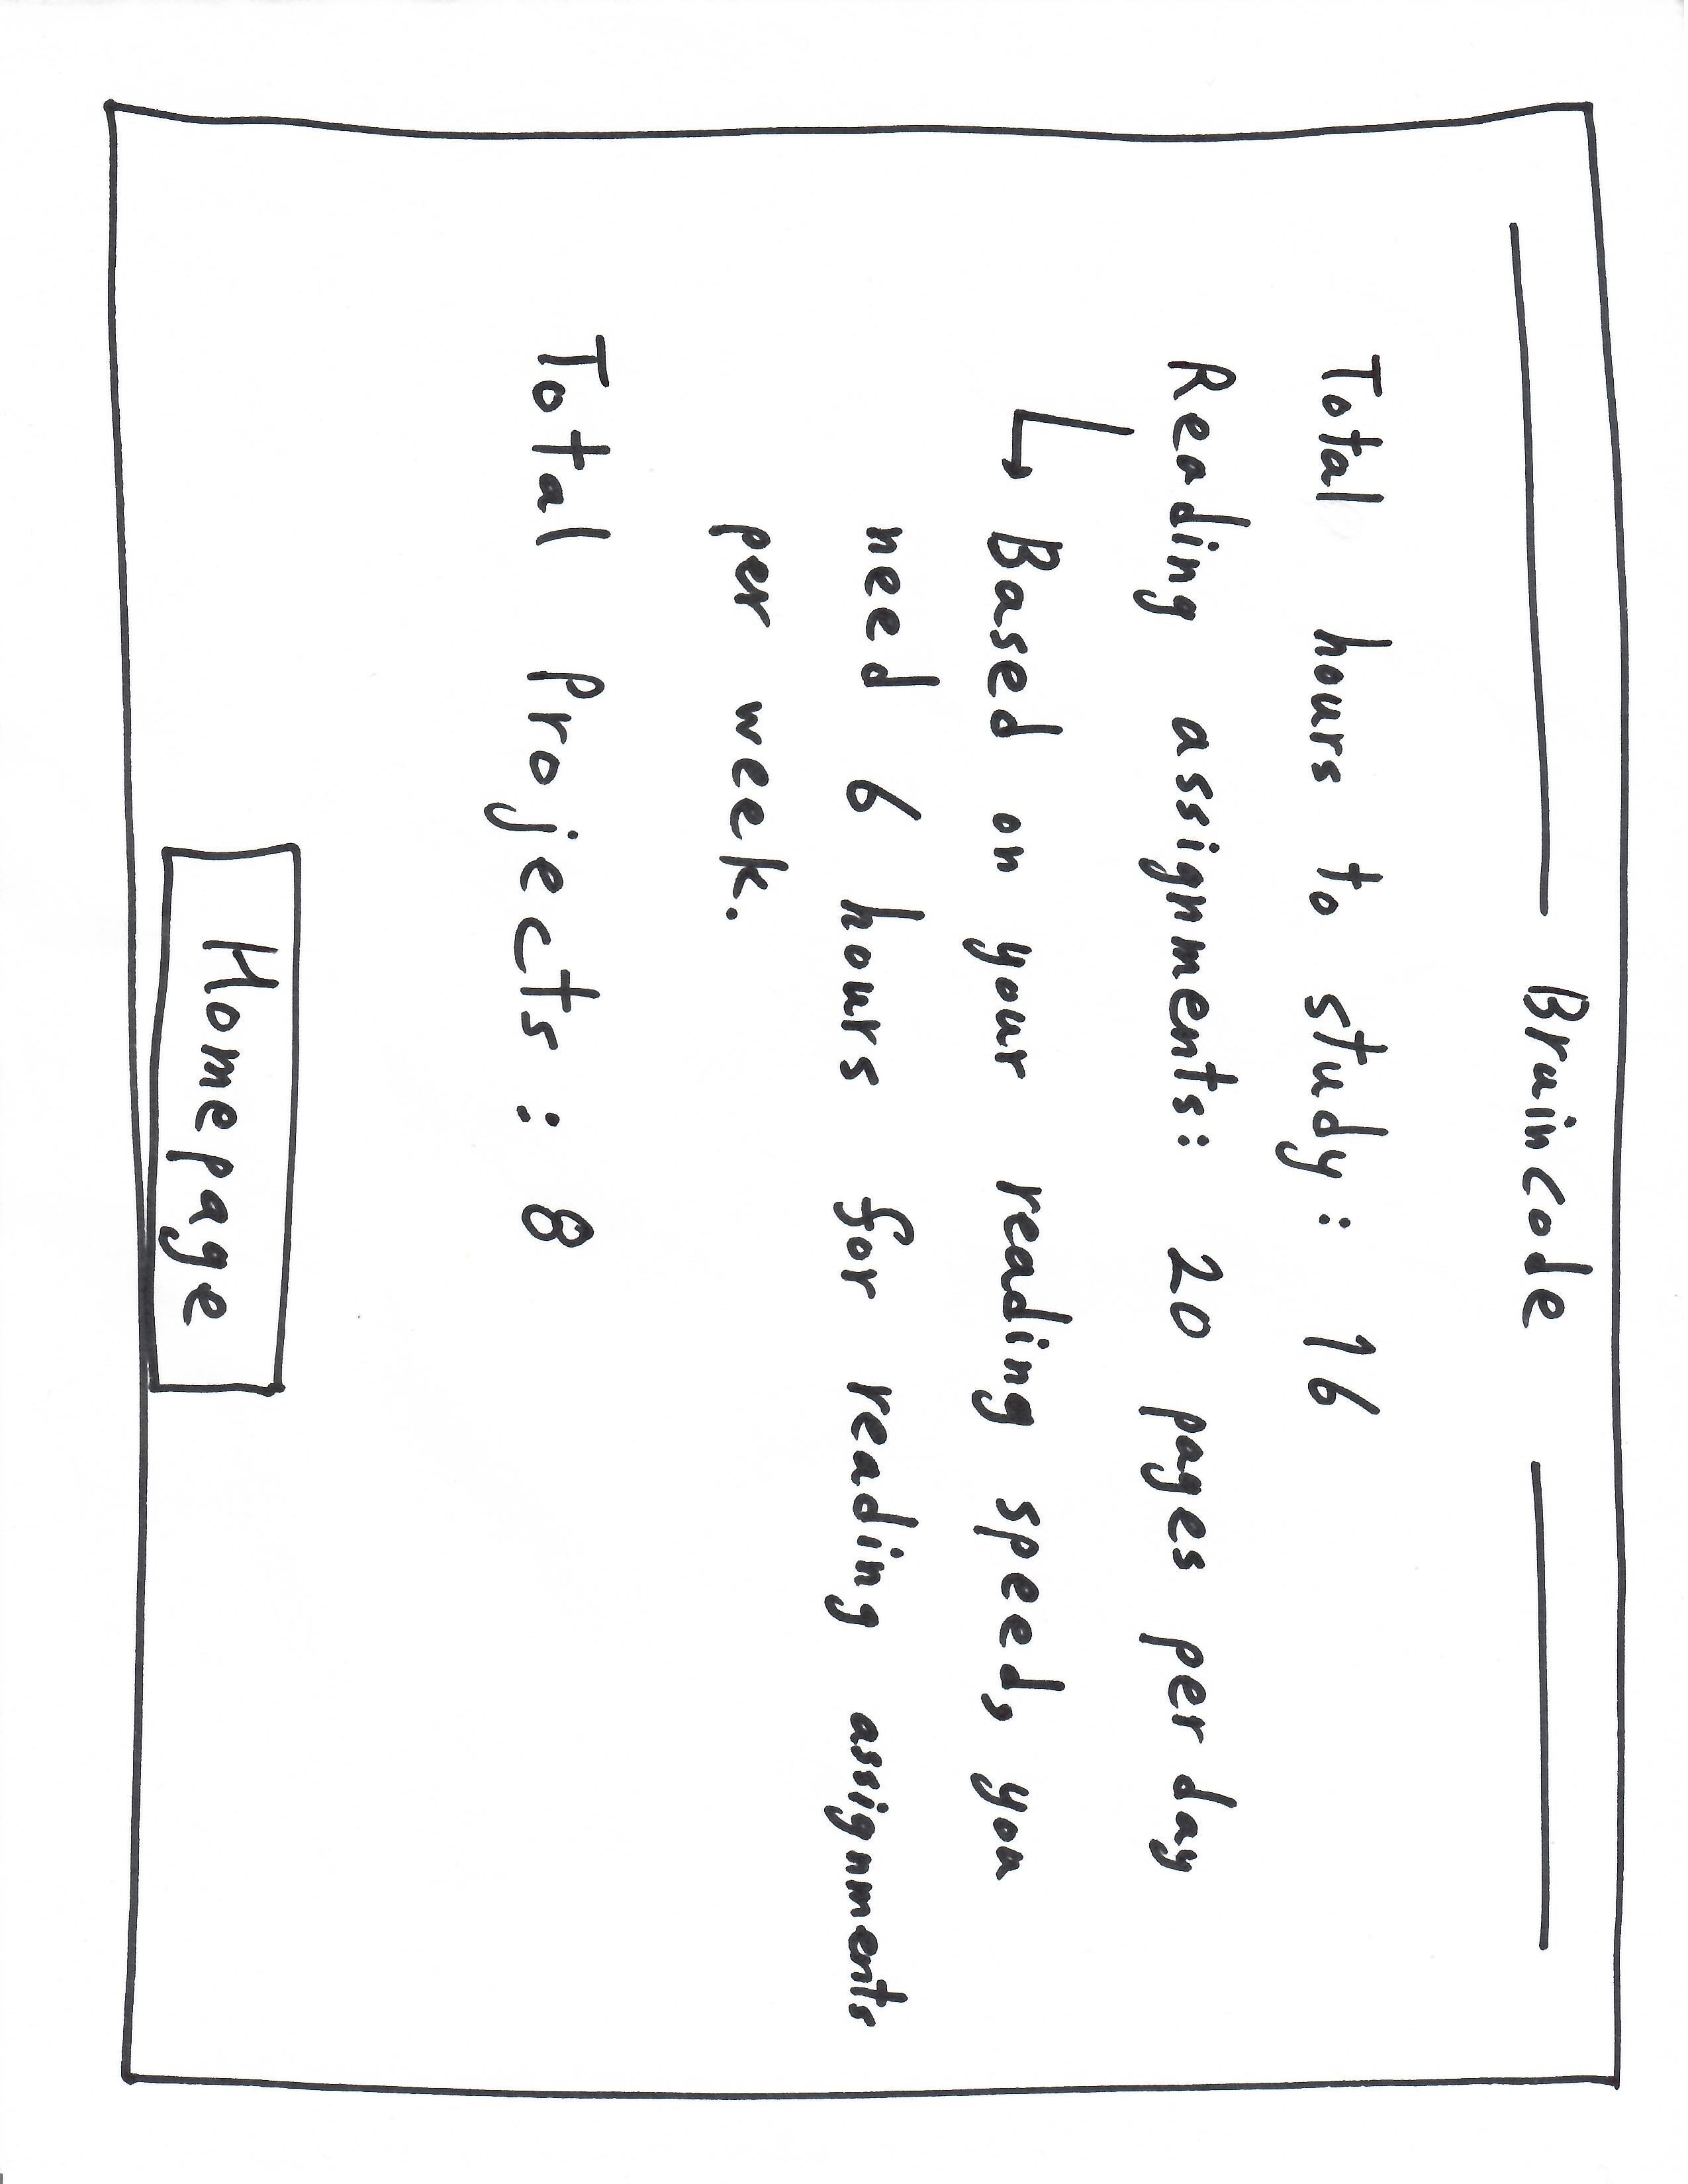 Braincode
Total hours to study: 16
Reading assignments: 20 pages per day
Based on your reading speed, you
need 6 hours for reading assignments
per week.
Total Projects: 8
Homepage